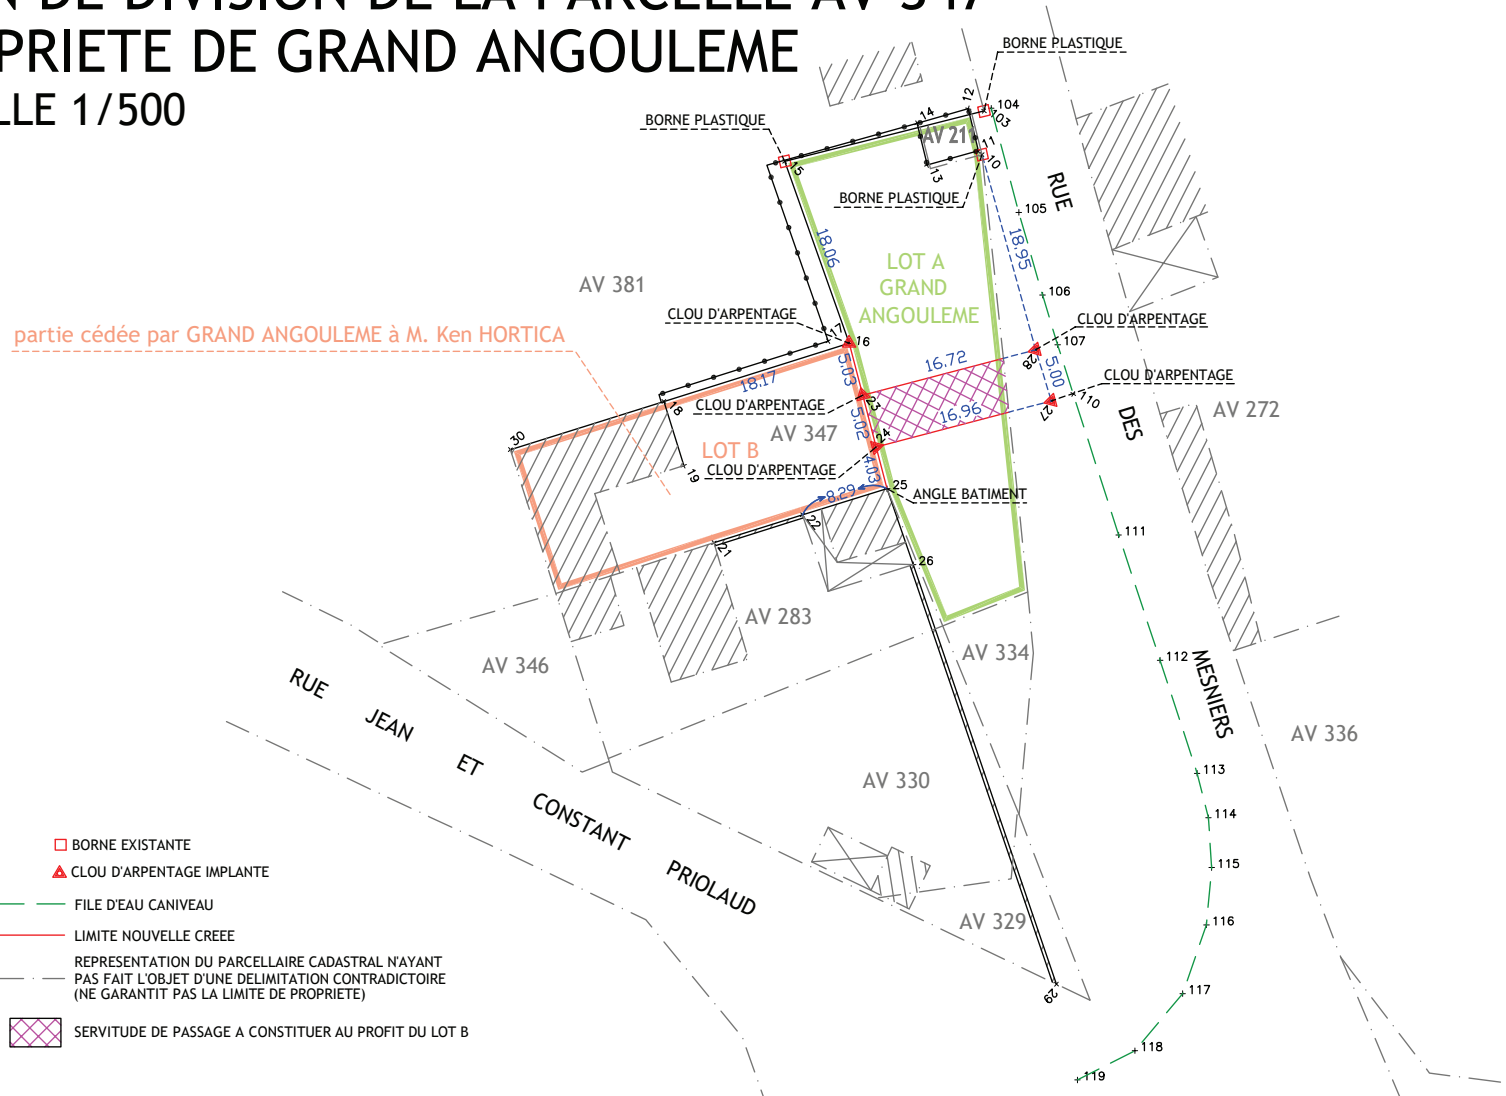 N DE DIVISION DE LA PARCELLE AV 347
PRIETE DE GRAND ANGOULEME
LLE 1/500
BORNE PLASTIQUE
BORNE PLASTIQUE
12
104
103
14
AV 211
11
10
15
13
BORNE PLASTIQUE
RUE
105
18.06
18.95
AV 381
LOT A
GRAND
ANGOULEME
106
CLOU D'ARPENTAGE
CLOU D'ARPENTAGE
partie cédée par GRAND ANGOULEME à M. Ken HORTICA
17
16
107
28
5.03
16.72
5.00
18.17
CLOU D'ARPENTAGE
CLOU D'ARPENTAGE
18
23
110
27
16.96
DES
AV 272
5.02
AV 347
30
24
LOT B
CLOU D'ARPENTAGE
4.03
19
25
8.29
ANGLE BATIMENT
22
21
111
26
AV 283
AV 346
AV 334
112
MESNIERS
RUE
JEAN
ET
CONSTANT
PRIOLAUD
AV 336
113
AV 330
114
115
116
AV 329
29
117
118
119
BORNE EXISTANTE
CLOU D'ARPENTAGE IMPLANTE
FILE D'EAU CANIVEAU
LIMITE NOUVELLE CREEE
REPRESENTATION DU PARCELLAIRE CADASTRAL N'AYANT
PAS FAIT L'OBJET D'UNE DELIMITATION CONTRADICTOIRE
(NE GARANTIT PAS LA LIMITE DE PROPRIETE)
SERVITUDE DE PASSAGE A CONSTITUER AU PROFIT DU LOT B